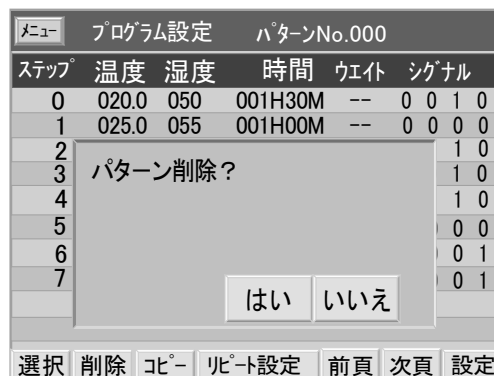 ﾒﾆｭｰ ﾌﾟﾛｸﾞﾗﾑ設定 ﾊﾟﾀｰﾝNo.000
ｽﾃｯﾌﾟ 温度 湿度 時間 ｳｴｲﾄ ｼｸﾞﾅﾙ
0 020.0 050 001H30M -- 0 0 1 0
1 025.0 055 001H00M -- 0 0 0 0
2 1 0
3 1 0
4 1 0
5 0 0
6 0 1
7 0 1
パターン削除？
はい いいえ
選択 削除 ｺﾋﾟｰ ﾘﾋﾟｰﾄ設定 前頁 次頁 設定